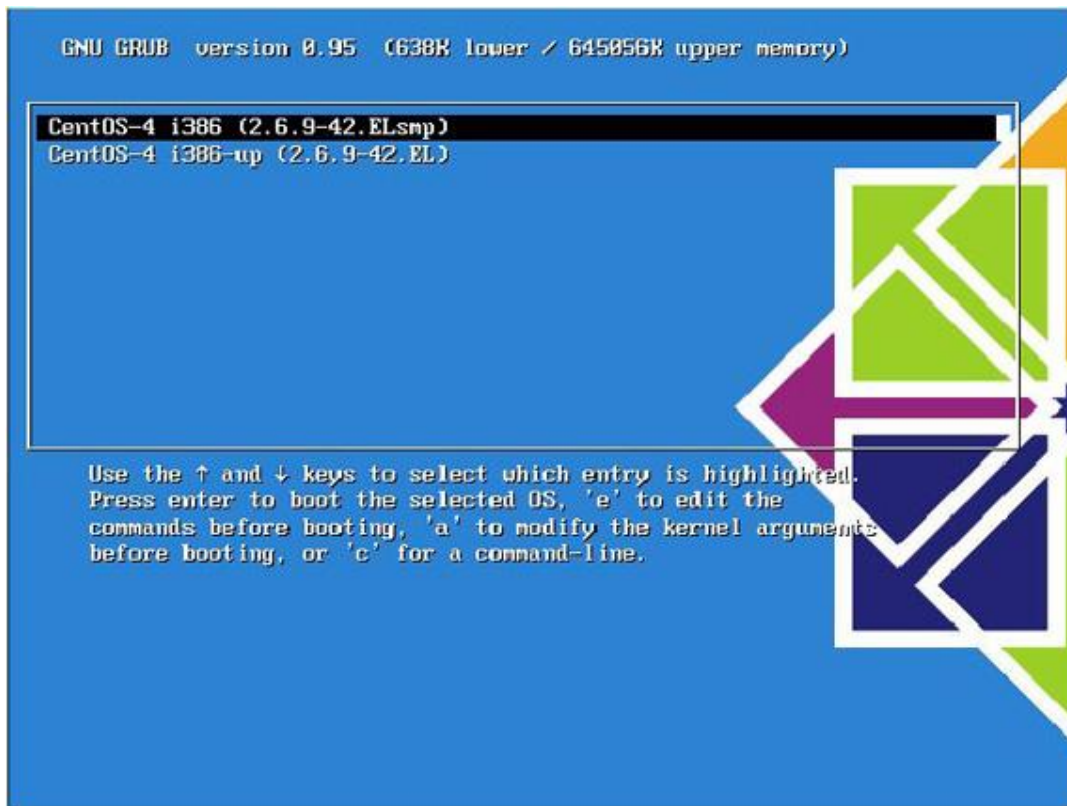 GNU GRUB version 0.95 (638K lower / 645056K upper memory)
CentOS-4 i386 (2.6.9-42.ELsmp)
CentOS-4 i386-up (2.6.9-42.EL)
Use the ↑ and ↓ keys to select which entry is highlighted.
Press enter to boot the selected OS, 'e' to edit the
commands before booting, 'a' to modify the kernel arguments
before booting, or 'c' for a command-line.